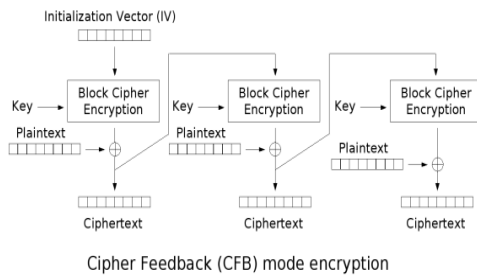 Initialization Vector (IV)
Block Cipher
Encryption
Block Cipher
Encryption
Block Cipher
Encryption
Key
Key
Key
Plaintext
Plaintext
Plaintext
Ciphertext
Ciphertext
Ciphertext
Cipher Feedback (CFB) mode encryption